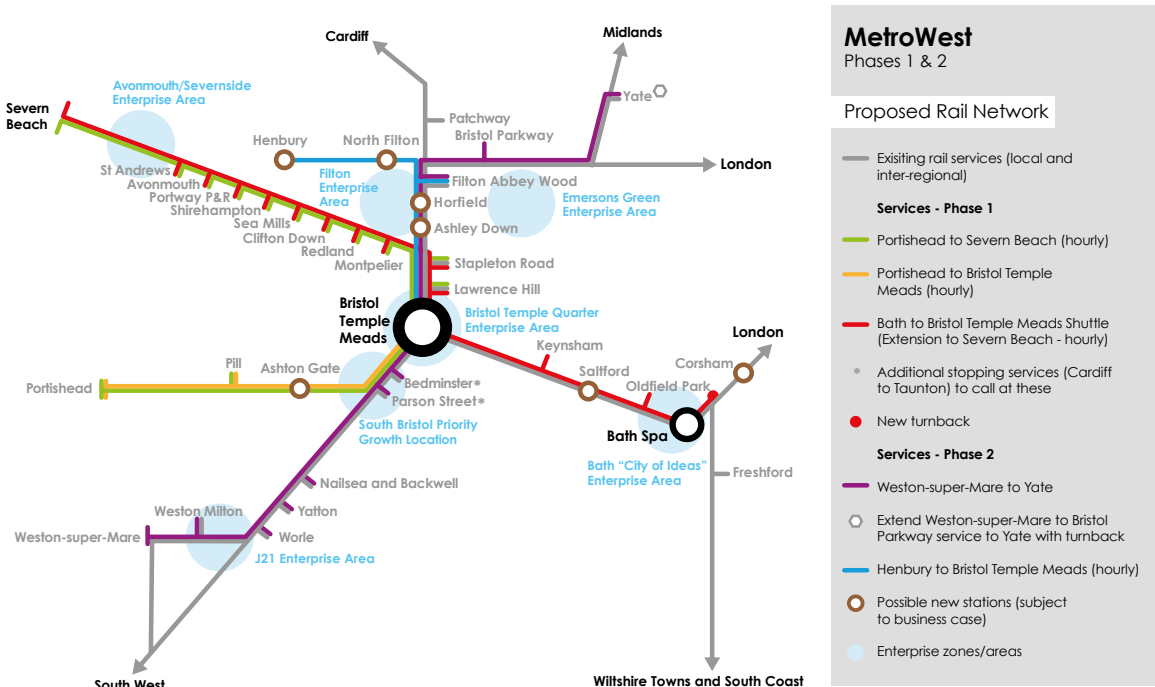 Cardiff
Midlands
Avonmouth/Severnside
Enterprise Area
Severn
Beach
Yate
Patchway
Bristol Parkway
Henbury
North Filton
London
St Andrews
Avonmouth
Portway P&R
Shirehampton
Sea Mills
Clifton Down
Redland
Montpelier
Filton
Enterprise
Area
Filton Abbey Wood
Horfield
Ashley Down
Emersons Green
Enterprise Area
Stapleton Road
Lawrence Hill
Bristol
Temple
Meads
Bristol Temple Quarter
Enterprise Area
London
Keynsham
Corsham
Saltford
Oldfield Park
Pill
Ashton Gate
Portishead
Bedminster*
Parson Street*
South Bristol Priority
Growth Location
Bath Spa
Bath "City of Ideas"
Enterprise Area
Freshford
Nailsea and Backwell
Yatton
Weston Milton
Weston-super-Mare
Worle
J21 Enterprise Area
South West
Wiltshire Towns and South Coast
MetroWest
Phases 1 & 2
Proposed Rail Network
Exisiting rail services (local and
inter-regional)
Services - Phase 1
Portishead to Severn Beach (hourly)
Portishead to Bristol Temple
Meads (hourly)
Bath to Bristol Temple Meads Shuttle
(Extension to Severn Beach - hourly)
* Additional stopping services (Cardiff
to Taunton) to call at these
New turnback
Services - Phase 2
Weston-super-Mare to Yate
Extend Weston-super-Mare to Bristol
Parkway service to Yate with turnback
Henbury to Bristol Temple Meads (hourly)
Possible new stations (subject
to business case)
Enterprise zones/areas